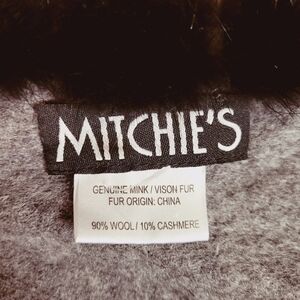 MITCHIE'S
GENUINE MINK / VISON FUR
FUR ORIGIN: CHINA
90% WOOL / 10% CASHMERE